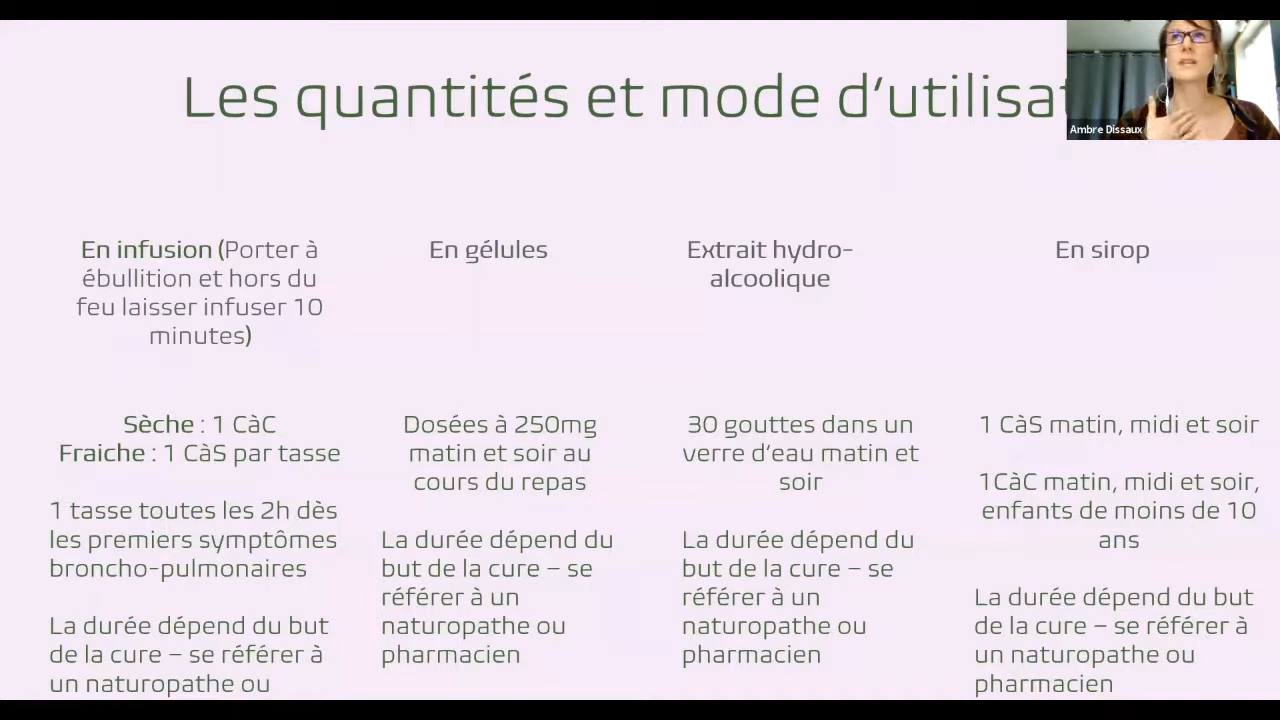 Les quantités et mode d'utilisat
Ambre Dissaux
En infusion (Porter à
ébullition et hors du
feu laisser infuser 10
minutes)
Sèche : 1 CàC
Fraiche : 1 CàS par tasse
1 tasse toutes les 2h dès
les premiers symptômes
broncho-pulmonaires
La durée dépend du but
de la cure – se référer à
un naturopathe ou
En gélules
Dosées à 250mg
matin et soir au
cours du repas
La durée dépend du
but de la cure – se
référer à un
naturopathe ou
pharmacien
Extrait hydro-
alcoolique
30 gouttes dans un
verre d'eau matin et
soir
La durée dépend du
but de la cure – se
référer à un
naturopathe ou
pharmacien
En sirop
1 CàS matin, midi et soir
1CàC matin, midi et soir,
enfants de moins de 10
ans
La durée dépend du but
de la cure – se référer à
un naturopathe ou
pharmacien